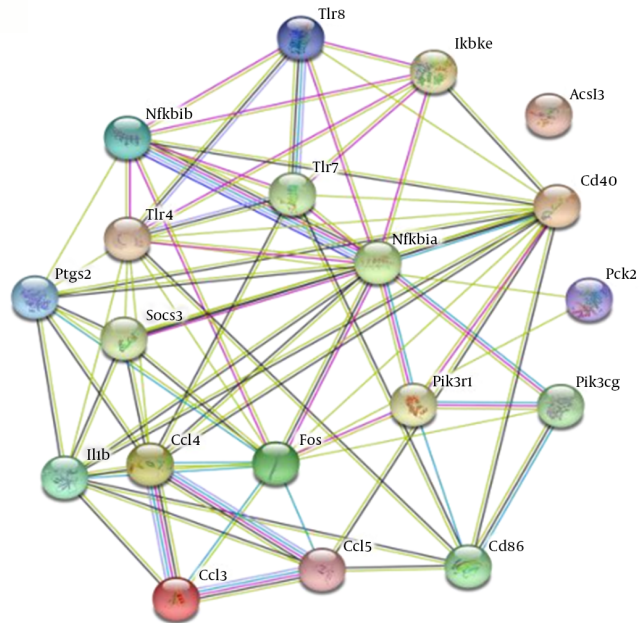 Tlr8
Ikbke
Acsl3
Nfkbib
Tlr7
Cd40
Tlr4
Nfkbia
Ptgs2
Pck2
Socs3
Pik3r1
Pik3cg
Ccl4
Fos
Il1b
Ccl5
Cd86
Ccl3